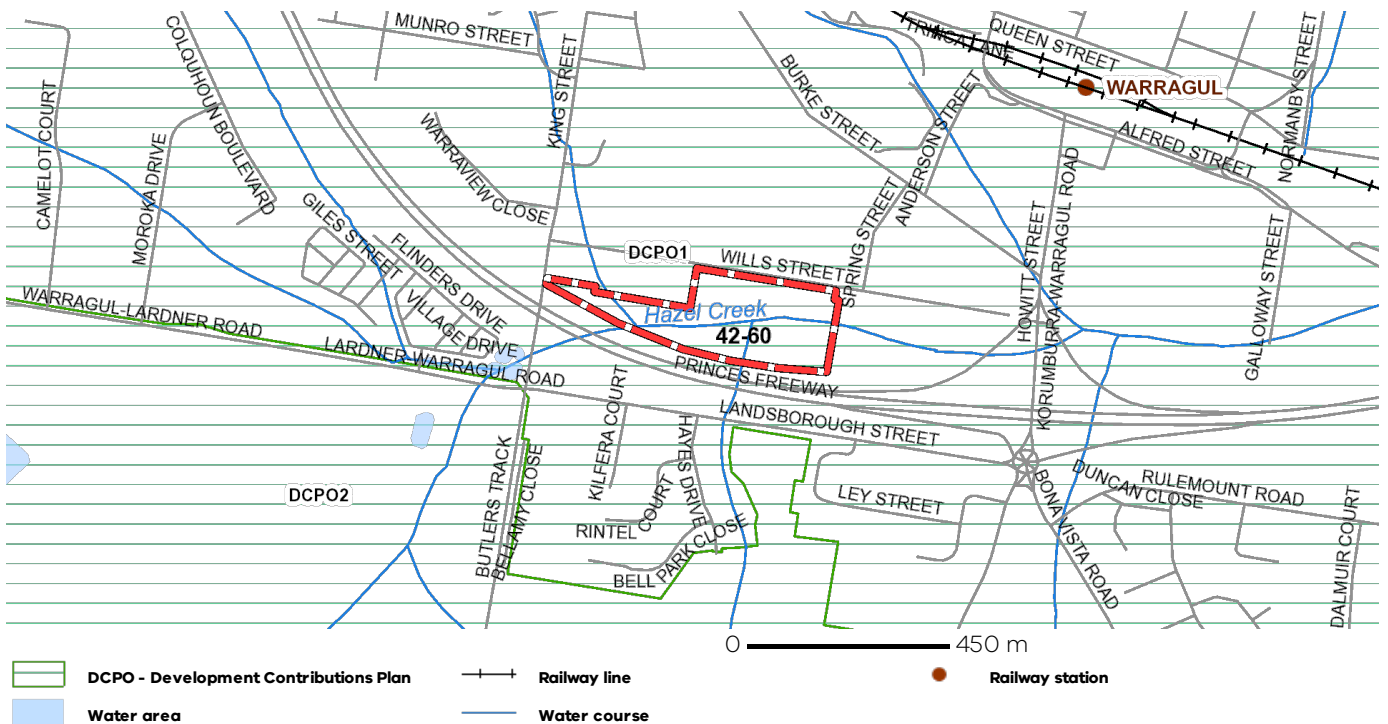 MUNRO STREET
COLQUHOUN BOULEVARD
KING STREET
QUEEN STREET
TRINCA LANE
WARRAGUL
NORMANBY STREET
BURKE STREET
ANDERSON STREET
ALFRED STREET
CAMELOT COURT
MOROKA DRIVE
WARRAVIEW CLOSE
GILES STREET
FLINDERS DRIVE
VILLAGE DRIVE
DCPO1
WILLS STREET
SPRING STREET
HOWITT STREET
KORUMBURRA-WARRAGUL ROAD
GALLOWAY STREET
WARRAGUL-LARDNER ROAD
LARDNER-WARRAGUL ROAD
Hazel Creek
42-60
PRINCES FREEWAY
LANDSBOROUGH STREET
KILFERA COURT
HAYES DRIVE
BUTLERS TRACK
BELLAMY CLOSE
DCPO2
RINTEL COURT
BELL PARK CLOSE
LEY STREET
BONA VISTA ROAD
DUNCAN CLOSE
RULEMOUNT ROAD
DALMUIR COURT
0 450 m
DCPO - Development Contributions Plan
Railway line
Railway station
Water area
Water course